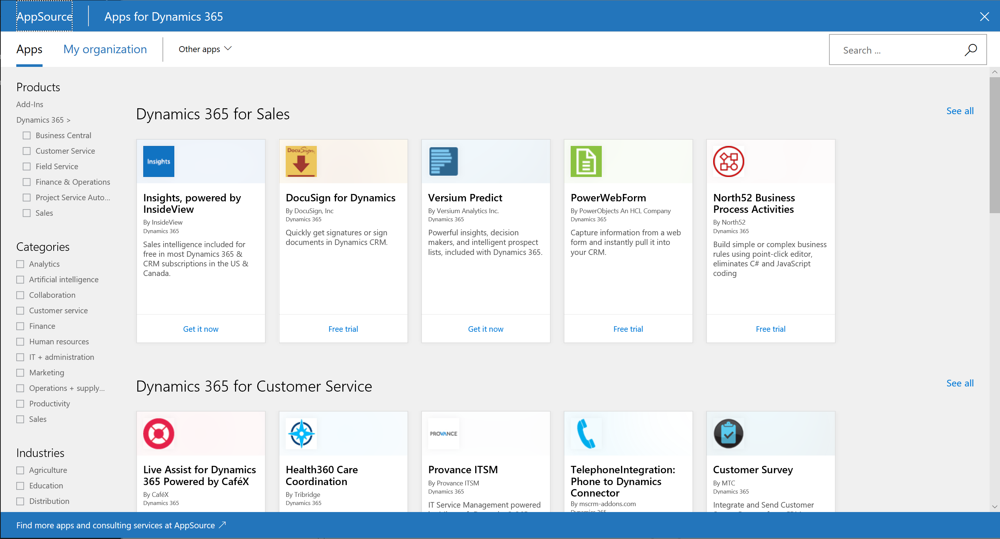 AppSource
Apps for Dynamics 365
Apps
My organization
Other apps
Search ...
Products
Add-Ins
Dynamics 365 >
Business Central
Customer Service
Field Service
Finance & Operations
Project Service Auto...
Sales
Categories
Analytics
Artificial intelligence
Collaboration
Customer service
Finance
Human resources
IT + administration
Marketing
Operations + supply...
Productivity
Sales
Industries
Agriculture
Education
Distribution
Dynamics 365 for Sales
See all
Insights
Insights, powered by
InsideView
By InsideView
Dynamics 365
Sales intelligence included for
free in most Dynamics 365 &
CRM subscriptions in the US &
Canada.
Get it now
DocuSign
DocuSign for Dynamics
By DocuSign, Inc
Dynamics 365
Quickly get signatures or sign
documents in Dynamics CRM.
Free trial
Versium Predict
By Versium Analytics Inc.
Dynamics 365
Powerful insights, decision
makers, and intelligent prospect
lists, included with Dynamics 365.
Get it now
PowerWebForm
By PowerObjects An HCL Company
Dynamics 365
Capture information from a web
form and instantly pull it into
your CRM.
Free trial
North52 Business
Process Activities
By North52
Dynamics 365
Build simple or complex business
rules using point-click editor,
eliminates C# and JavaScript
coding
Free trial
Dynamics 365 for Customer Service
See all
Live Assist for Dynamics
365 Powered by CaféX
By CaféX
Dynamics 365
Health360 Care
Coordination
By Tribridge
Dynamics 365
PROVANCE
Provance ITSM
By Provance ITSM
Dynamics 365
IT Service Management powered
TelephoneIntegration:
Phone to Dynamics
Connector
By mscrm-addons.com
Dynamics 365
Customer Survey
By MTC
Dynamics 365
Integrate and Send Customer
Find more apps and consulting services at AppSource